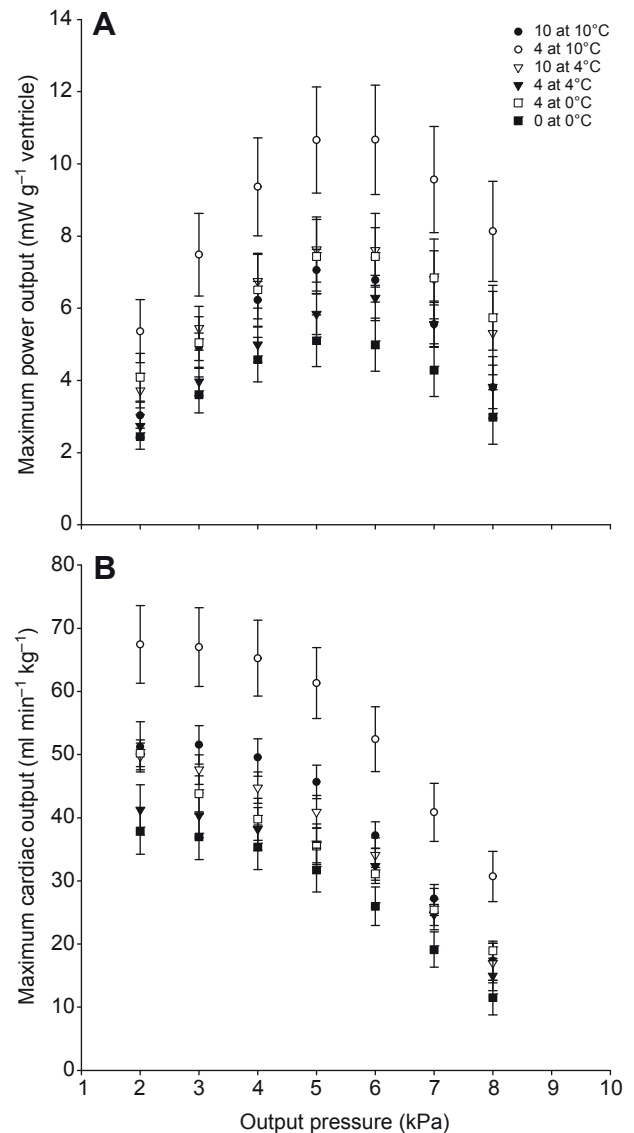 A
10 at 10°C
4 at 10°C
10 at 4°C
4 at 4°C
4 at 0°C
0 at 0°C
Maximum power output (mW g⁻¹ ventricle)
14
12
10
8
6
4
2
0
B
Maximum cardiac output (ml min⁻¹ kg⁻¹)
80
70
60
50
40
30
20
10
0
1 2 3 4 5 6 7 8 9 10
Output pressure (kPa)